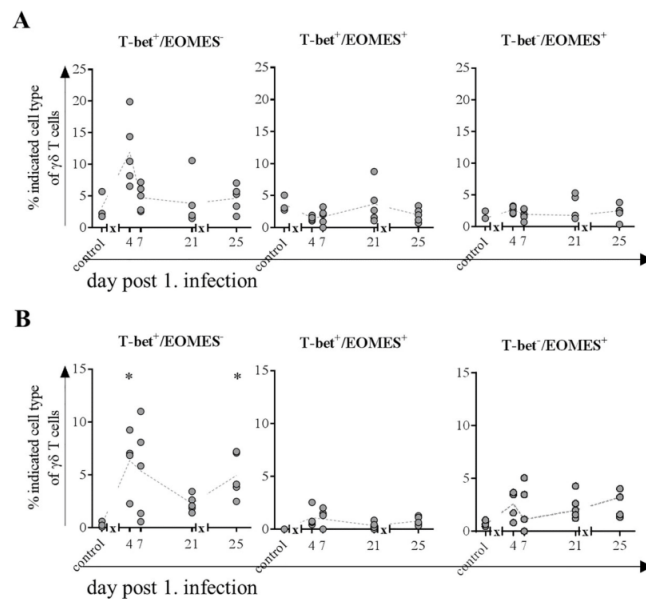 A
T-bet⁺/EOMES⁻ T-bet⁺/EOMES⁺ T-bet⁻/EOMES⁺
% indicated cell type
of γδ T cells
25 25 25
20 20 20
15 15 15
10 10 10
5 5 5
0 0 0
control x 4 7 21 x 25 control x 4 7 21 x 25 control x 4 7 21 x 25
day post 1. infection
B
T-bet⁺/EOMES⁻ T-bet⁺/EOMES⁺ T-bet⁻/EOMES⁺
% indicated cell type
of γδ T cells
15 15 15
* *
10 10 10
5 5 5
0 0 0
control x 4 7 21 x 25 control x 4 7 21 x 25 control x 4 7 21 x 25
day post 1. infection